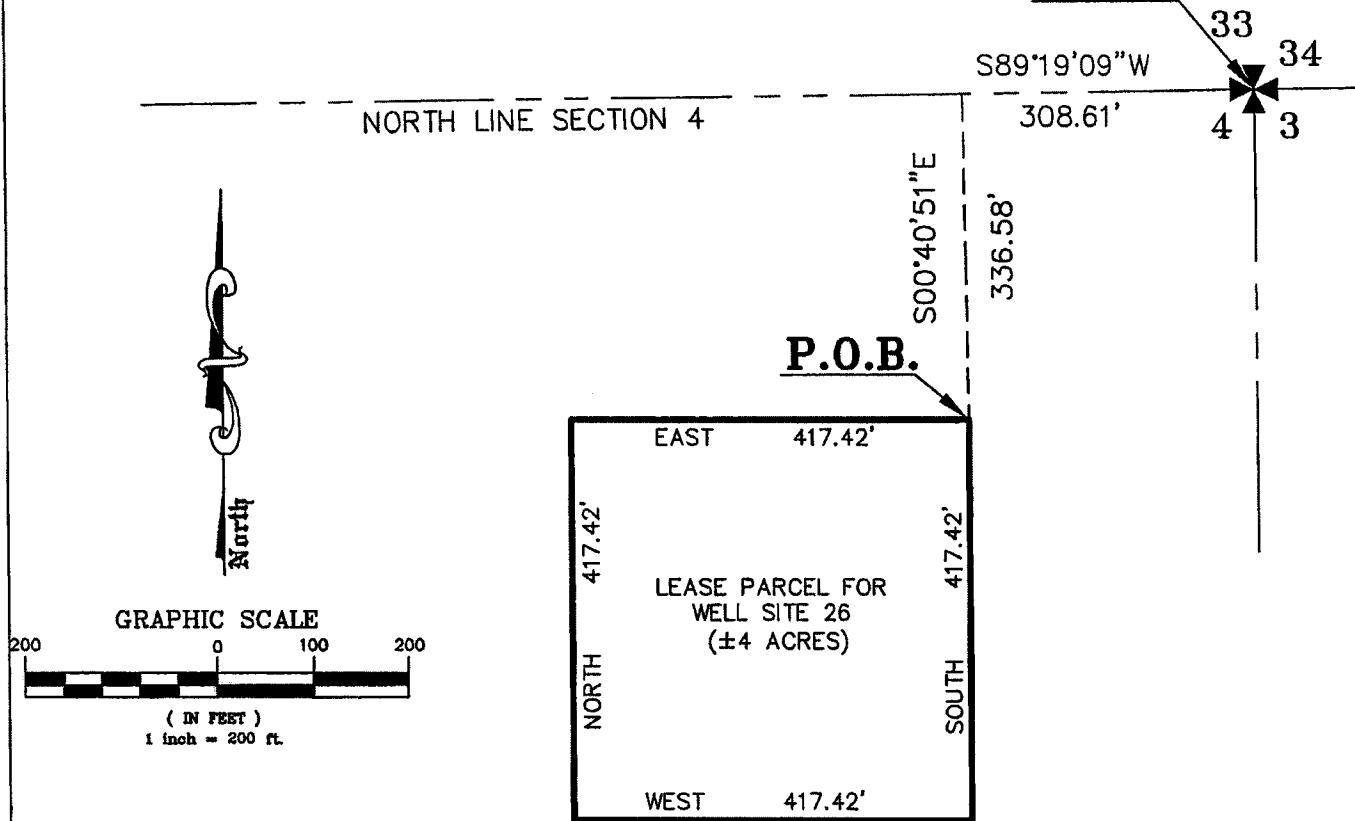 33
34
S89°19'09"W
NORTH LINE SECTION 4
308.61'
4
3
S00°40'51"E
336.58'
P.O.B.
EAST 417.42'
NORTH 417.42'
SOUTH 417.42'
LEASE PARCEL FOR
WELL SITE 26
(±4 ACRES)
WEST 417.42'
North
GRAPHIC SCALE
200 0 100 200
( IN FEET )
1 inch = 200 ft.